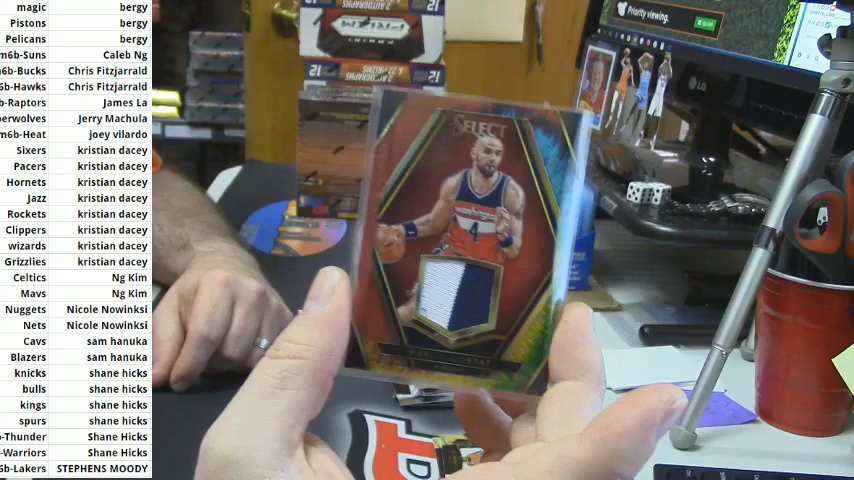 magic bergy
Pistons bergy
Pelicans bergy
m6b-Suns Caleb Ng
6b-Bucks Chris Fitzjarrald
6b-Hawks Chris Fitzjarrald
b-Raptors James La
erwolves Jerry Machula
m6b-Heat joey vilardo
Sixers kristian dacey
Pacers kristian dacey
Hornets kristian dacey
Jazz kristian dacey
Rockets kristian dacey
Clippers kristian dacey
wizards kristian dacey
Grizzlies kristian dacey
Celtics Ng Kim
Mavs Ng Kim
Nuggets Nicole Nowinksi
Nets Nicole Nowinksi
Cavs sam hanuka
Blazers sam hanuka
knicks shane hicks
bulls shane hicks
kings shane hicks
spurs shane hicks
-Thunder Shane Hicks
-Warriors Shane Hicks
6b-Lakers STEPHENS MOODY
2 AUTOGRAPHS
PRIZM
12
12
Priority viewing.
LG
SELECT
4
D